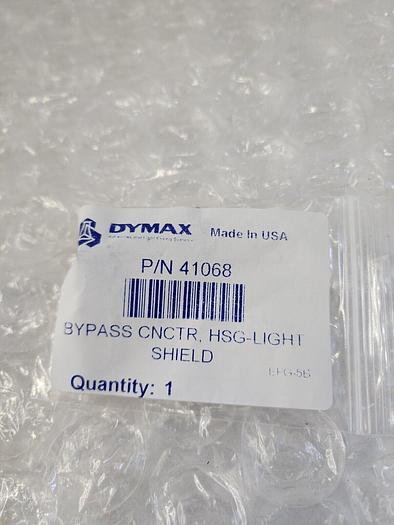 DYMAX Made In USA
P/N 41068
BYPASS CNCTR, HSG-LIGHT
SHIELD
EFG-5B
Quantity: 1